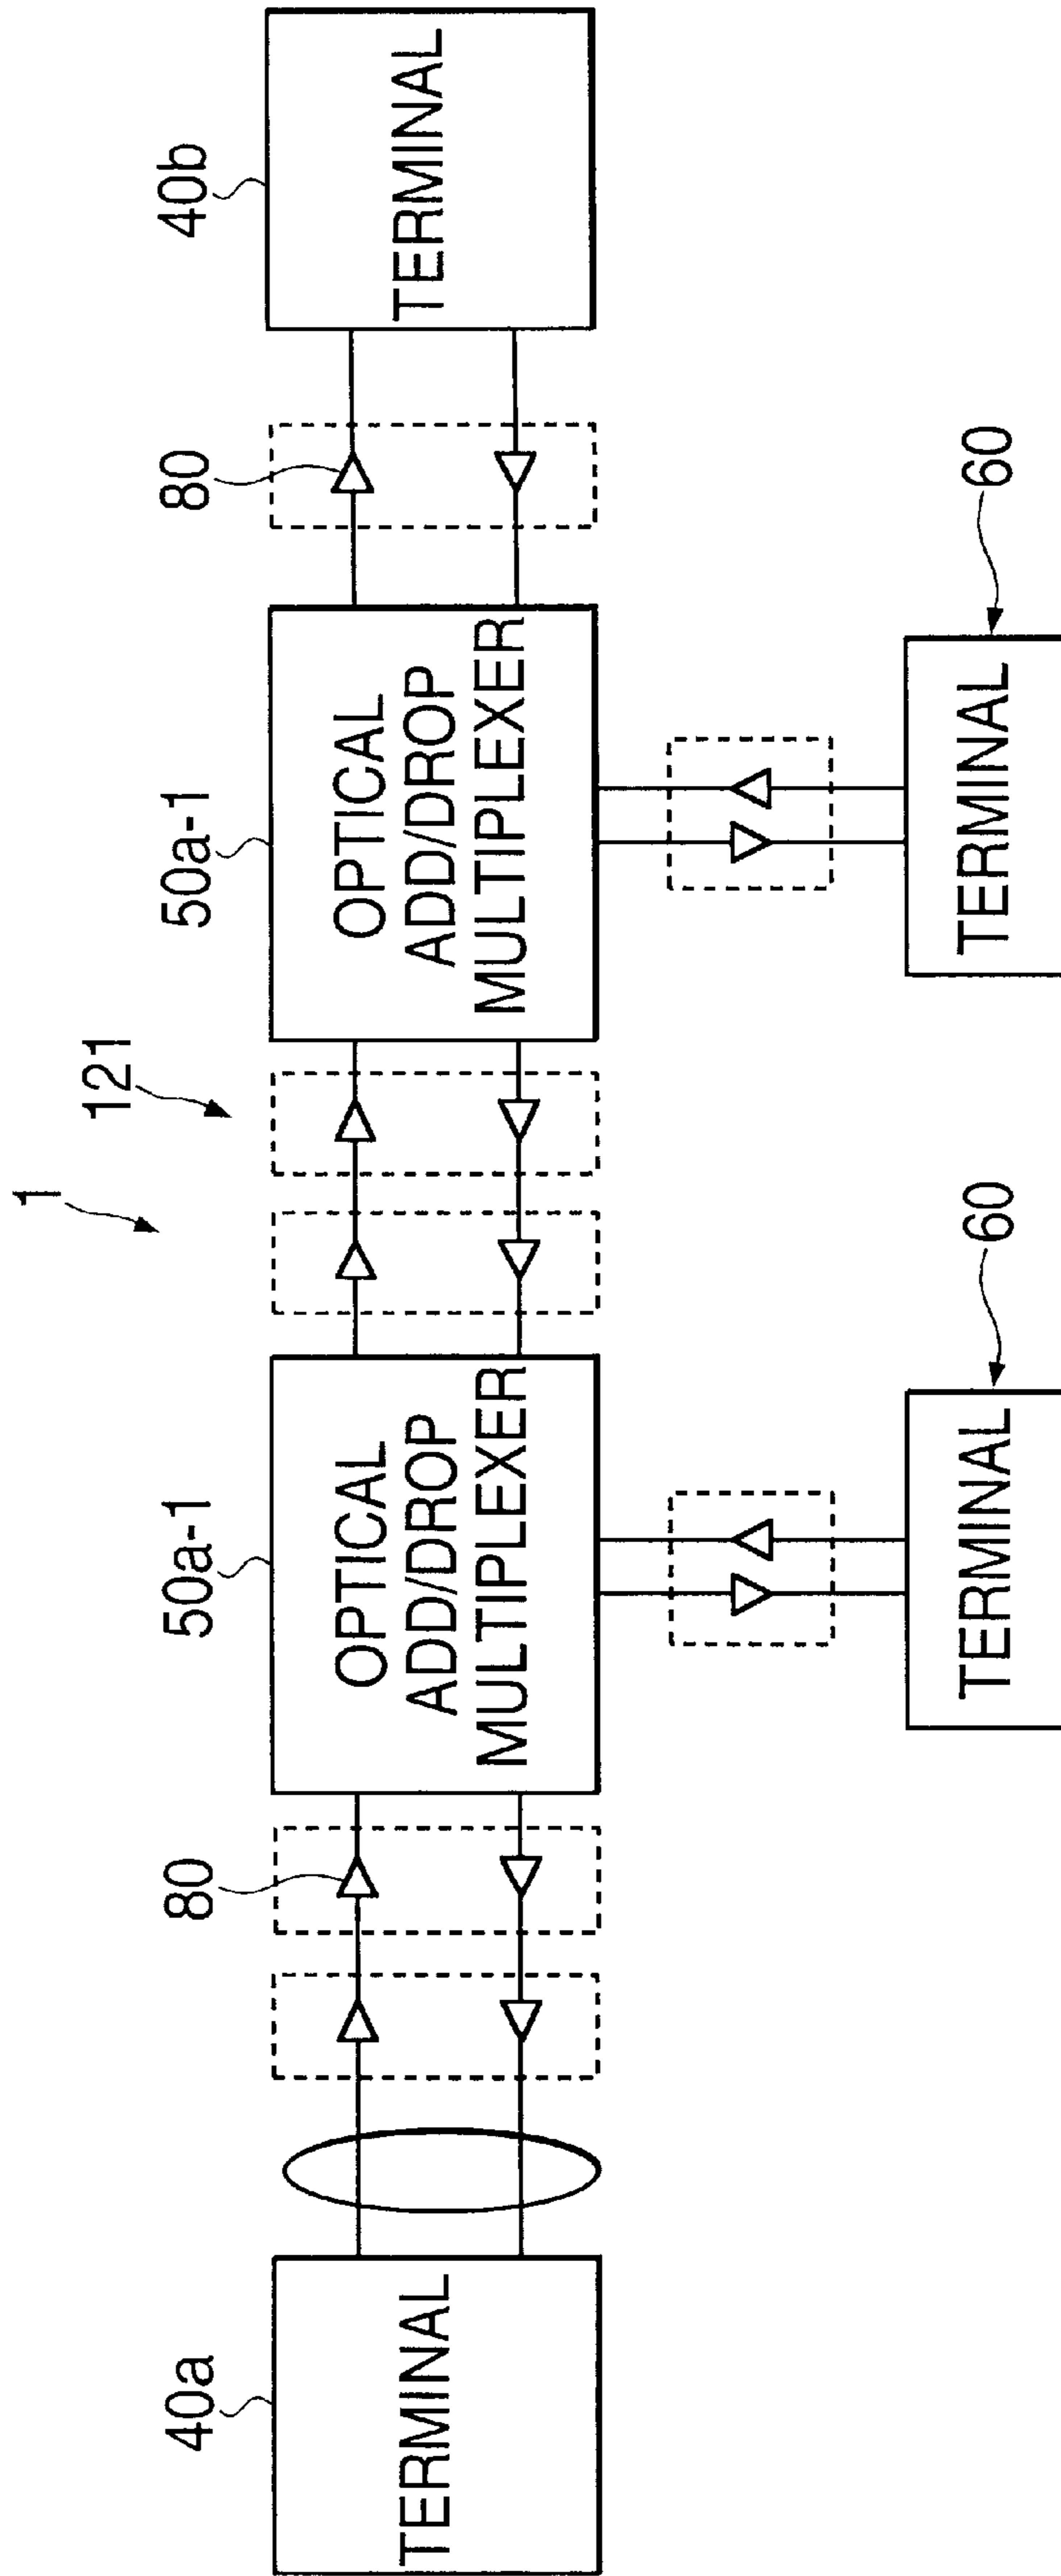 1
121
40a
80
50a-1
50a-1
80
40b
TERMINAL
OPTICAL
ADD/DROP
MULTIPLEXER
OPTICAL
ADD/DROP
MULTIPLEXER
TERMINAL
60
60
TERMINAL
TERMINAL